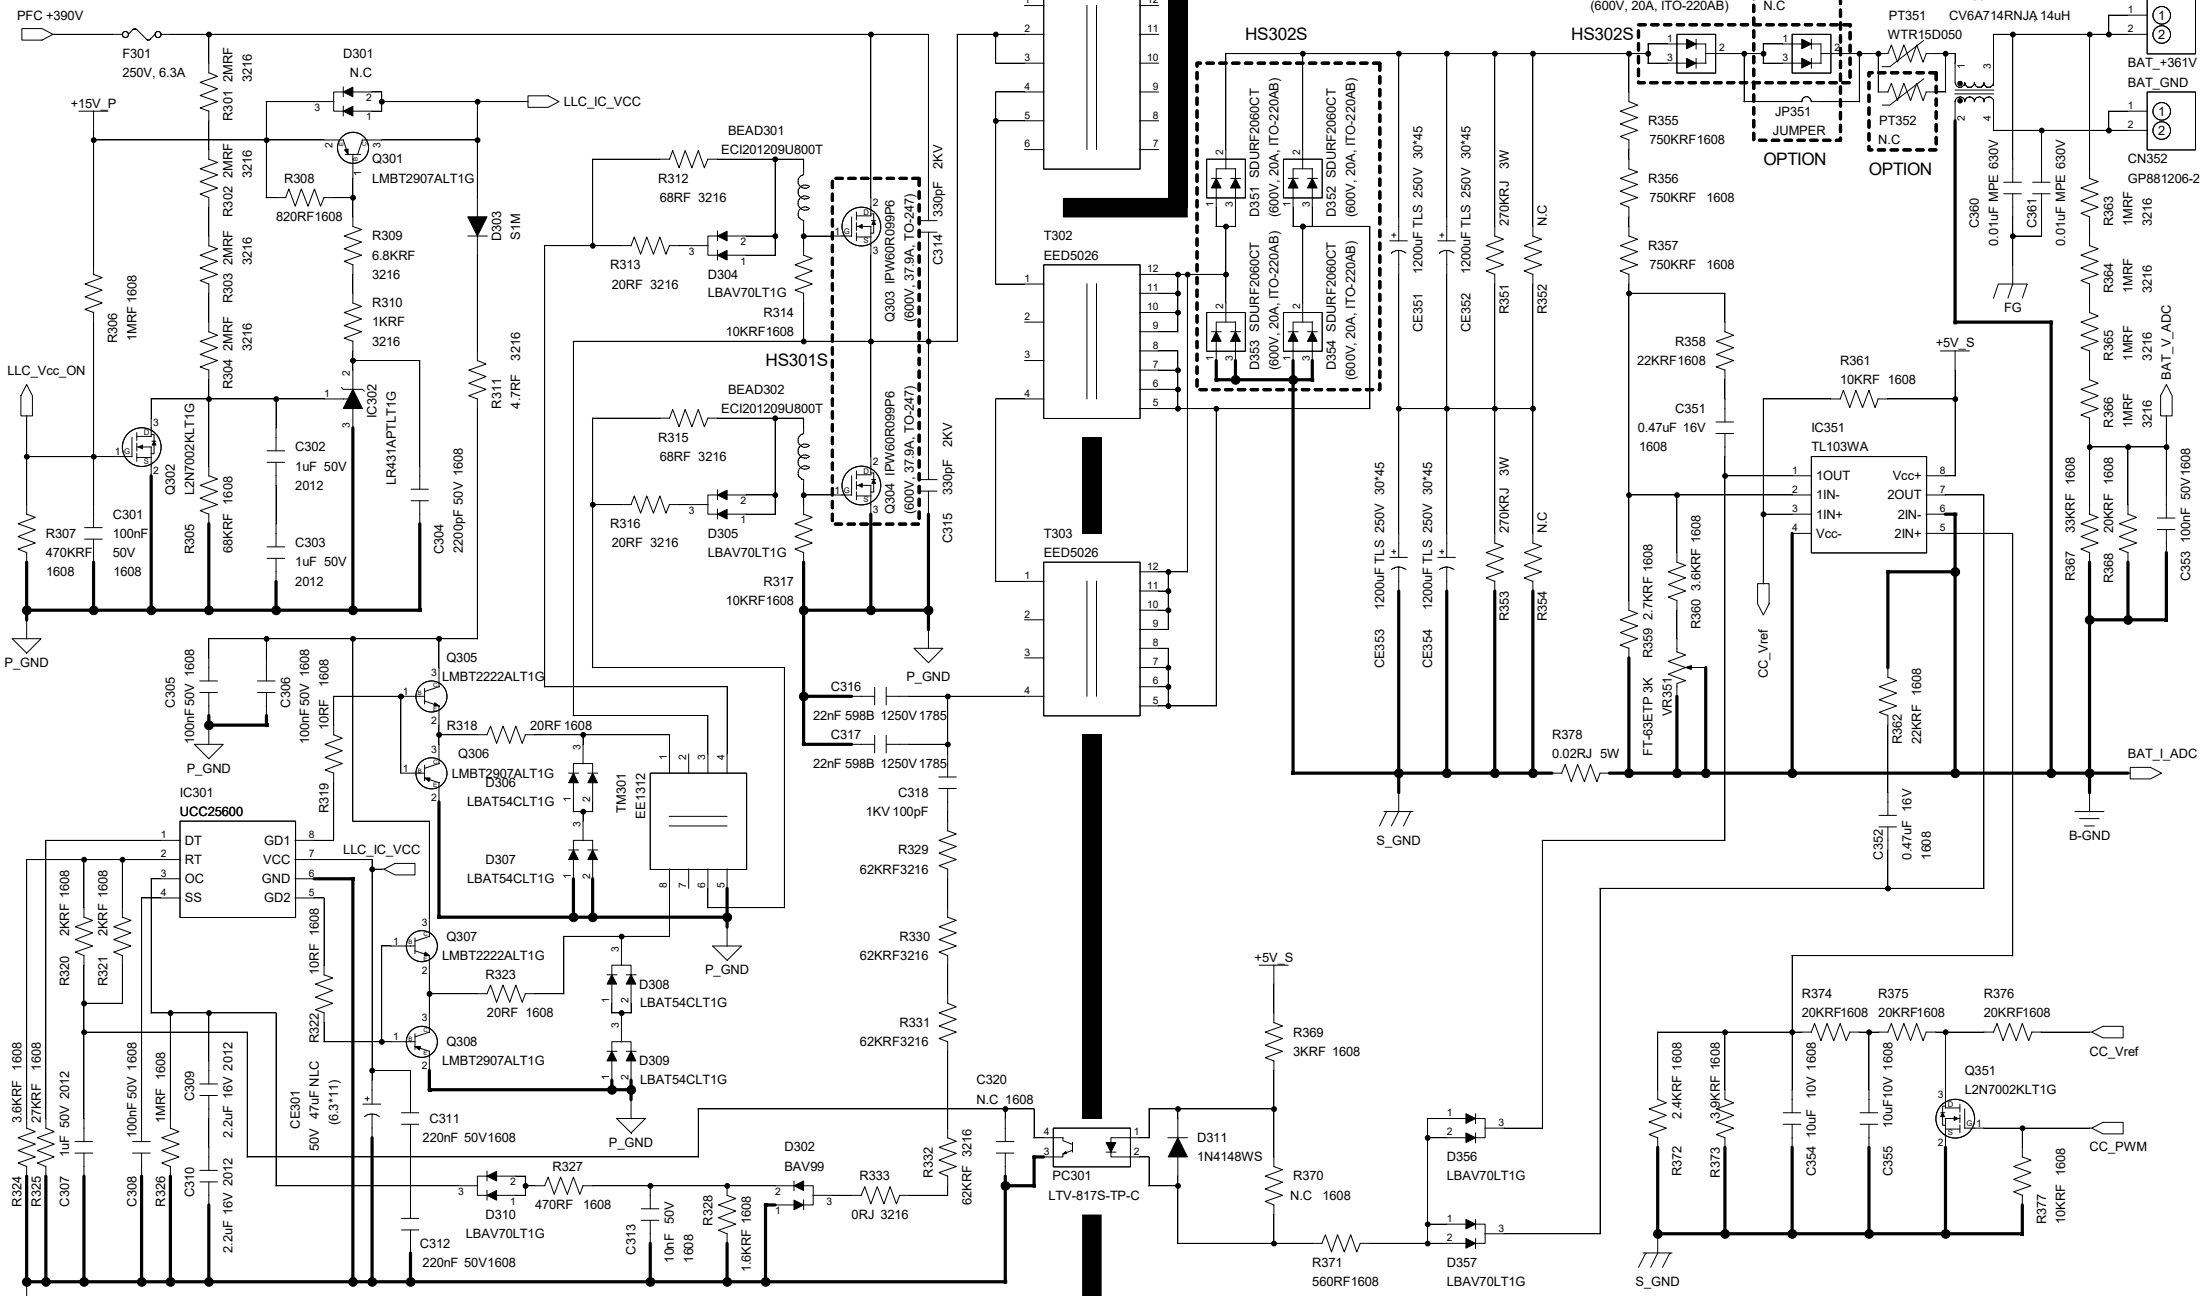 PFC +390V
F301
250V, 6.3A
R301 2MRF
3216
D301
N.C
+15V_P
LLC_IC_VCC
Q301
LMBT2907ALT1G
R302 2MRF
3216
R308
820RF1608
D303
S1M
R309
6.8KRF
3216
R303 2MRF
3216
R306
1MRF 1608
R310
1KRF
3216
R304 2MRF
3216
LLC_Vcc_ON
R311
4.7RF 3216
IC302
LR431APTLT1G
Q302
L2N7002KLT1G
C302
1uF 50V
2012
C304
2200pF 50V 1608
R307
470KRF
1608
C301
100nF
50V
1608
R305
68KRF 1608
C303
1uF 50V
2012
P_GND
BEAD301
ECI201209U800T
R312
68RF 3216
R313
20RF 3216
D304
LBAV70LT1G
R314
10KRF1608
Q303 IPW60R099P6
(600V, 37.9A, TO-247)
C314
330pF 2KV
HS301S
BEAD302
ECI201209U800T
R315
68RF 3216
R316
20RF 3216
D305
LBAV70LT1G
R317
10KRF1608
Q304 IPW60R099P6
(600V, 37.9A, TO-247)
C315
330pF 2KV
P_GND
C316
22nF 598B 1250V 1785
C317
22nF 598B 1250V 1785
C318
1KV 100pF
R329
62KRF3216
R330
62KRF3216
R331
62KRF3216
R332
62KRF 3216
C305
100nF 50V 1608
C306
100nF 50V 1608
P_GND
R319
10RF 1608
Q305
LMBT2222ALT1G
R318
20RF 1608
Q306
LMBT2907ALT1G
D306
LBAT54CLT1G
D307
LBAT54CLT1G
TM301
EE1312
P_GND
IC301
UCC25600
DT
RT
OC
SS
GD1
VCC
GND
GD2
LLC_IC_VCC
R320
2KRF 1608
R321
2KRF 1608
R322
10RF 1608
Q307
LMBT2222ALT1G
R323
20RF 1608
Q308
LMBT2907ALT1G
D308
LBAT54CLT1G
D309
LBAT54CLT1G
P_GND
R324
3.6KRF 1608
R325
27KRF 1608
C307
1uF 50V 2012
C308
100nF 50V 1608
R326
1MRF 1608
C309
2.2uF 16V 2012
C310
2.2uF 16V 2012
CE301
50V 47uF NLC
(6.3*11)
C311
220nF 50V1608
C312
220nF 50V1608
D310
LBAV70LT1G
R327
470RF 1608
C313
10nF 50V
1608
R328
1.6KRF 1608
D302
BAV99
R333
0RJ 3216
C320
N.C 1608
PC301
LTV-817S-TP-C
D311
1N4148WS
+5V_S
R369
3KRF 1608
R370
N.C 1608
R371
560RF1608
D356
LBAV70LT1G
D357
LBAV70LT1G
T302
EED5026
T303
EED5026
HS302S
D351 SDURF2060CT
(600V, 20A, ITO-220AB)
D352 SDURF2060CT
(600V, 20A, ITO-220AB)
D353 SDURF2060CT
(600V, 20A, ITO-220AB)
D354 SDURF2060CT
(600V, 20A, ITO-220AB)
CE351 1200uF TLS 250V 30*45
CE352 1200uF TLS 250V 30*45
R351 270KRJ 3W
R352 N.C
CE353 1200uF TLS 250V 30*45
CE354 1200uF TLS 250V 30*45
R353 270KRJ 3W
R354 N.C
S_GND
HS302S
(600V, 20A, ITO-220AB)
N.C
JP351
JUMPER
OPTION
PT351
WTR15D050
PT352
N.C
OPTION
CV6A714RNJA, 14uH
BAT_+361V
BAT_GND
CN352
GP881206-2
R355
750KRF1608
R356
750KRF 1608
R357
750KRF 1608
C360
0.01uF MPE 630V
C361
0.01uF MPE 630V
FG
R363 1MRF
3216
R364 1MRF
3216
R365 1MRF
3216
R366 1MRF
3216
BAT_V_ADC
R358
22KRF1608
C351
0.47uF 16V
1608
R361
10KRF 1608
+5V_S
IC351
TL103WA
1OUT
1IN-
1IN+
Vcc-
Vcc+
2OUT
2IN-
2IN+
R359 2.7KRF 1608
R360 3.6KRF 1608
FT-63ETP 3K
VR351
CC_Vref
R362
22KRF 1608
C352
0.47uF 16V
1608
R367
33KRF 1608
R368
20KRF 1608
C353 100nF 50V 1608
R378
0.02RJ 5W
BAT_I_ADC
B-GND
R374
20KRF1608
R375
20KRF1608
R376
20KRF1608
CC_Vref
Q351
L2N7002KLT1G
CC_PWM
R372
2.4KRF 1608
R373
3.9KRF 1608
C354
10uF 10V 1608
C355
10uF 10V 1608
R377
10KRF 1608
S_GND